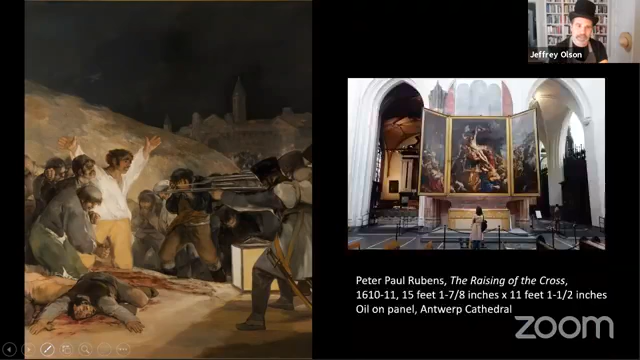 Jeffrey Olson
Peter Paul Rubens, The Raising of the Cross,
1610-11, 15 feet 1-7/8 inches x 11 feet 1-1/2 inches
Oil on panel, Antwerp Cathedral
zoom